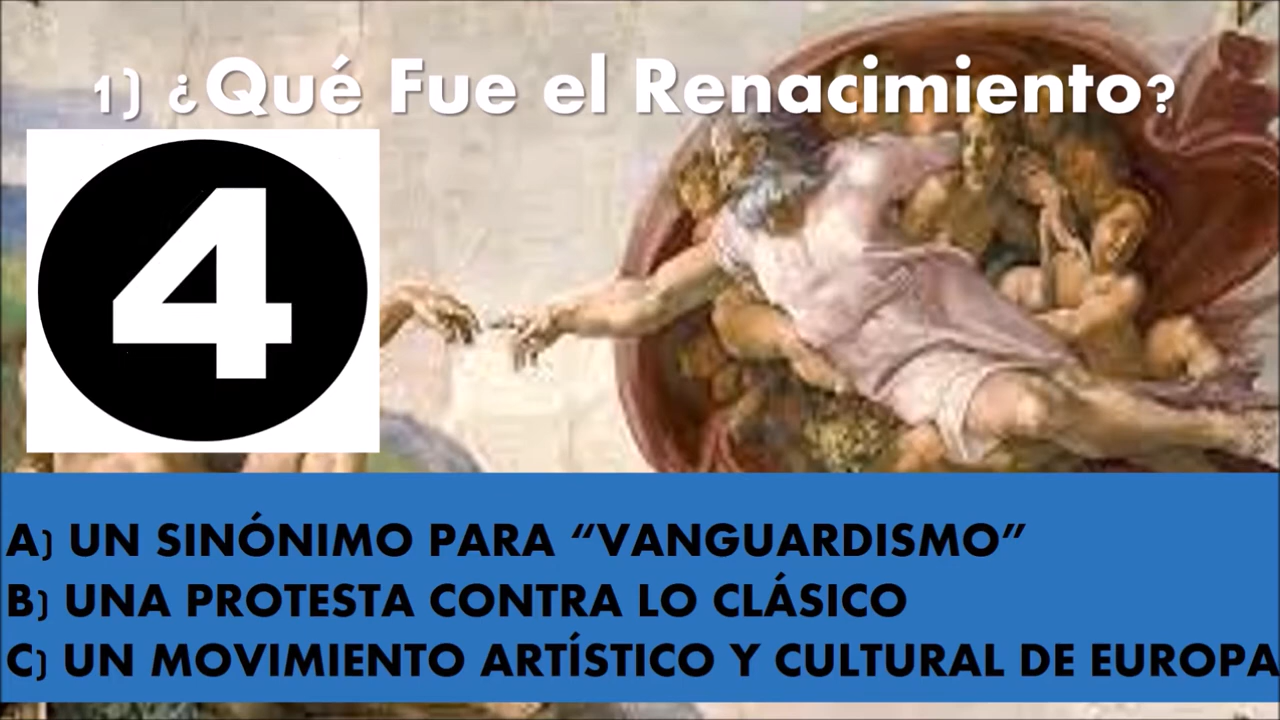 1) ¿Qué Fue el Renacimiento?
4
A) UN SINÓNIMO PARA “VANGUARDISMO”
B) UNA PROTESTA CONTRA LO CLÁSICO
C) UN MOVIMIENTO ARTÍSTICO Y CULTURAL DE EUROPA